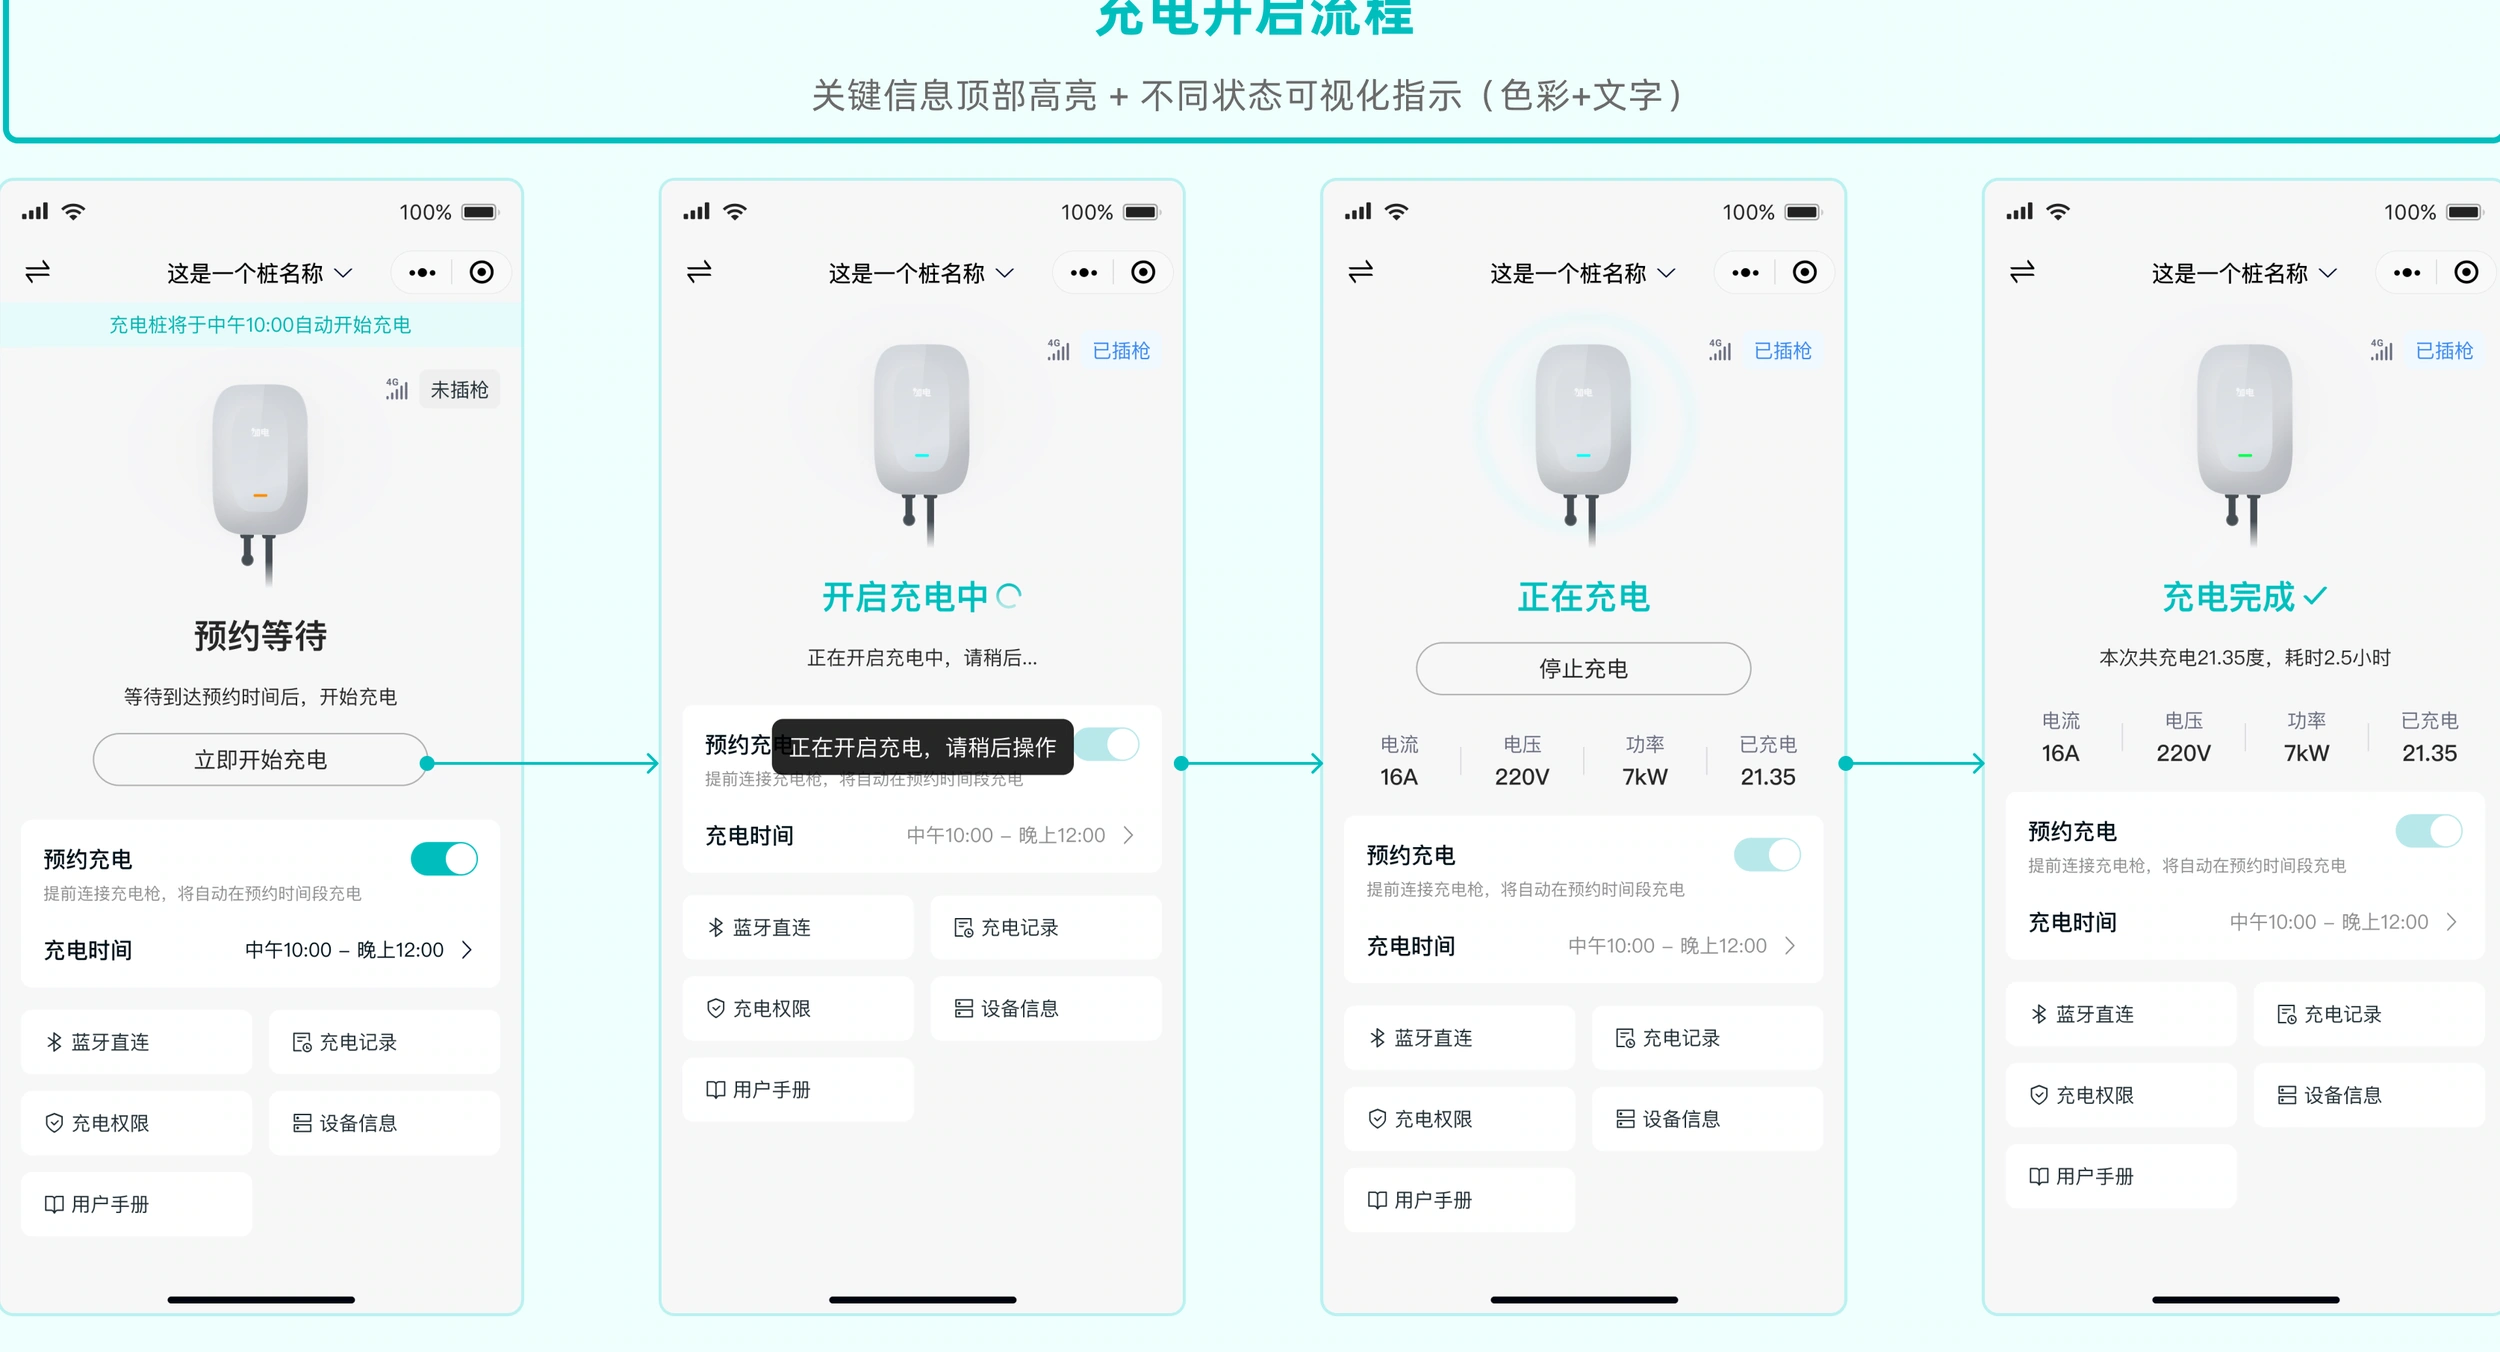 充电开启流程
关键信息顶部高亮 + 不同状态可视化指示（色彩+文字）
100%
这是一个桩名称
充电桩将于中午10:00自动开始充电
4G
未插枪
预约等待
等待到达预约时间后，开始充电
立即开始充电
预约充电
提前连接充电枪，将自动在预约时间段充电
充电时间
中午10:00 – 晚上12:00
蓝牙直连
充电记录
充电权限
设备信息
用户手册
100%
这是一个桩名称
4G
已插枪
开启充电中
正在开启充电中，请稍后...
预约充电
正在开启充电，请稍后操作
提前连接充电枪，将自动在预约时间段充电
充电时间
中午10:00 – 晚上12:00
蓝牙直连
充电记录
充电权限
设备信息
用户手册
100%
这是一个桩名称
4G
已插枪
正在充电
停止充电
电流 电压 功率 已充电
16A 220V 7kW 21.35
预约充电
提前连接充电枪，将自动在预约时间段充电
充电时间
中午10:00 – 晚上12:00
蓝牙直连
充电记录
充电权限
设备信息
用户手册
100%
这是一个桩名称
4G
已插枪
充电完成
本次共充电21.35度，耗时2.5小时
电流 电压 功率 已充电
16A 220V 7kW 21.35
预约充电
提前连接充电枪，将自动在预约时间段充电
充电时间
中午10:00 – 晚上12:00
蓝牙直连
充电记录
充电权限
设备信息
用户手册